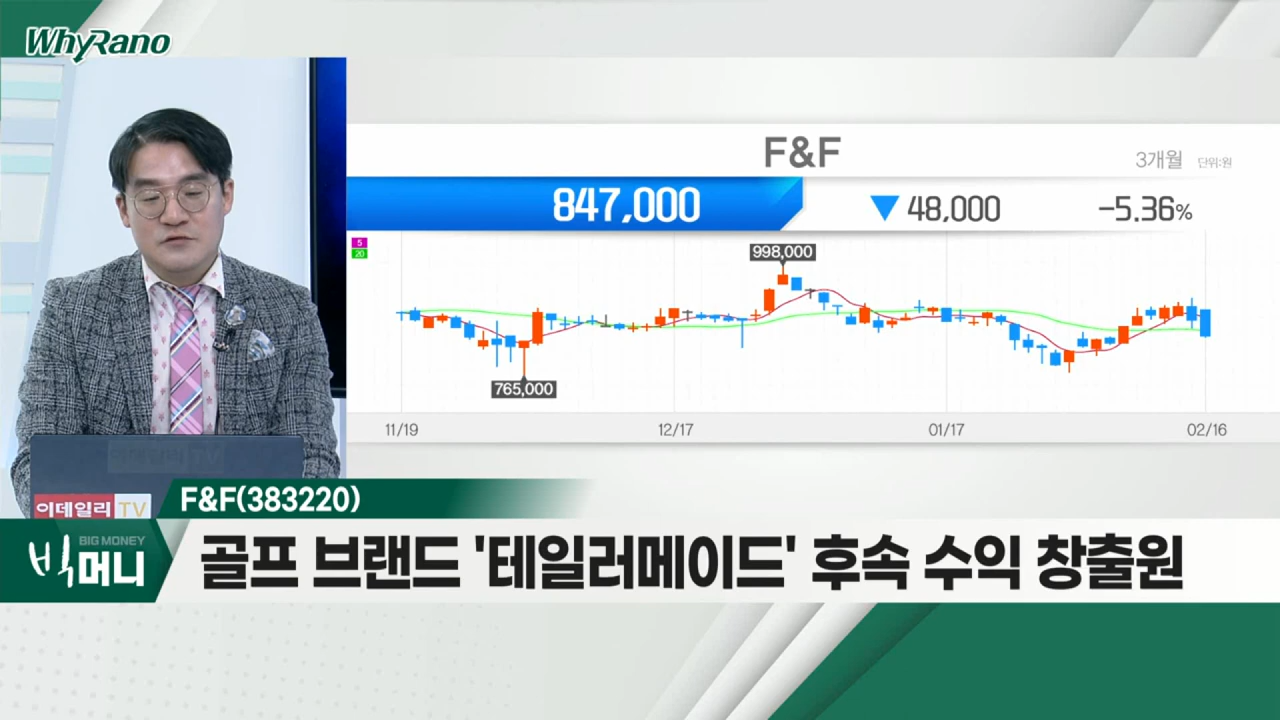 WhyRano
F&F
3개월 단위:원
847,000 ▼ 48,000 -5.36%
5
20
998,000
765,000
11/19 12/17 01/17 02/16
이데일리 TV
F&F(383220)
BIG MONEY
빅머니
골프 브랜드 '테일러메이드' 후속 수익 창출원